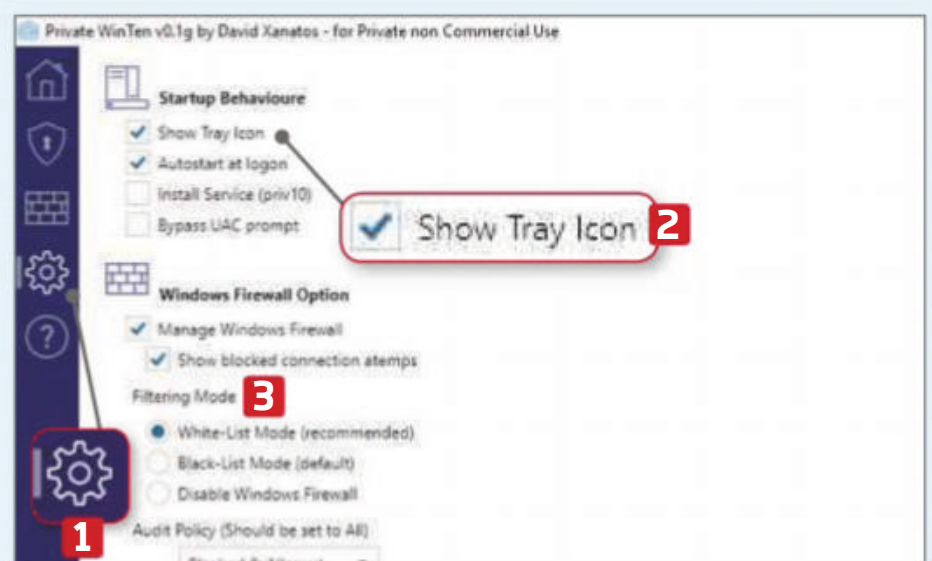 Private WinTen v0.1g by David Xanatos - for Private non Commercial Use
Startup Behavioure
Show Tray Icon
Autostart at logon
Install Service (priv10)
Bypass UAC prompt
Show Tray Icon 2
Windows Firewall Option
Manage Windows Firewall
Show blocked connection atemps
Filtering Mode 3
White-List Mode (recommended)
Black-List Mode (default)
Disable Windows Firewall
1
Audit Policy (Should be set to All)